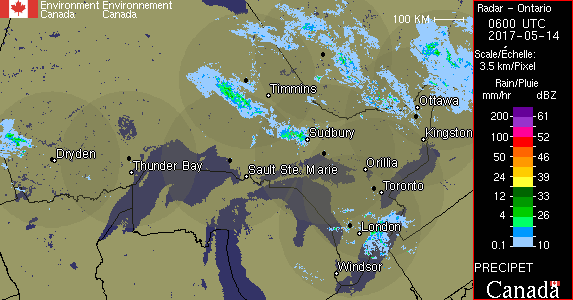 Environment Environnement
Canada Canada
100 KM
Timmins
Ottawa
Sudbury
Kingston
Dryden
Thunder Bay
Sault Ste. Marie
Orillia
Toronto
London
Windsor
Radar - Ontario
0600 UTC
2017-05-14
Scale/Échelle:
3.5 km/Pixel
Rain/Pluie
mm/hr dBZ
200 61
100 52
50 46
24 39
12 33
4 26
0.1 10
PRECIPET
Canada